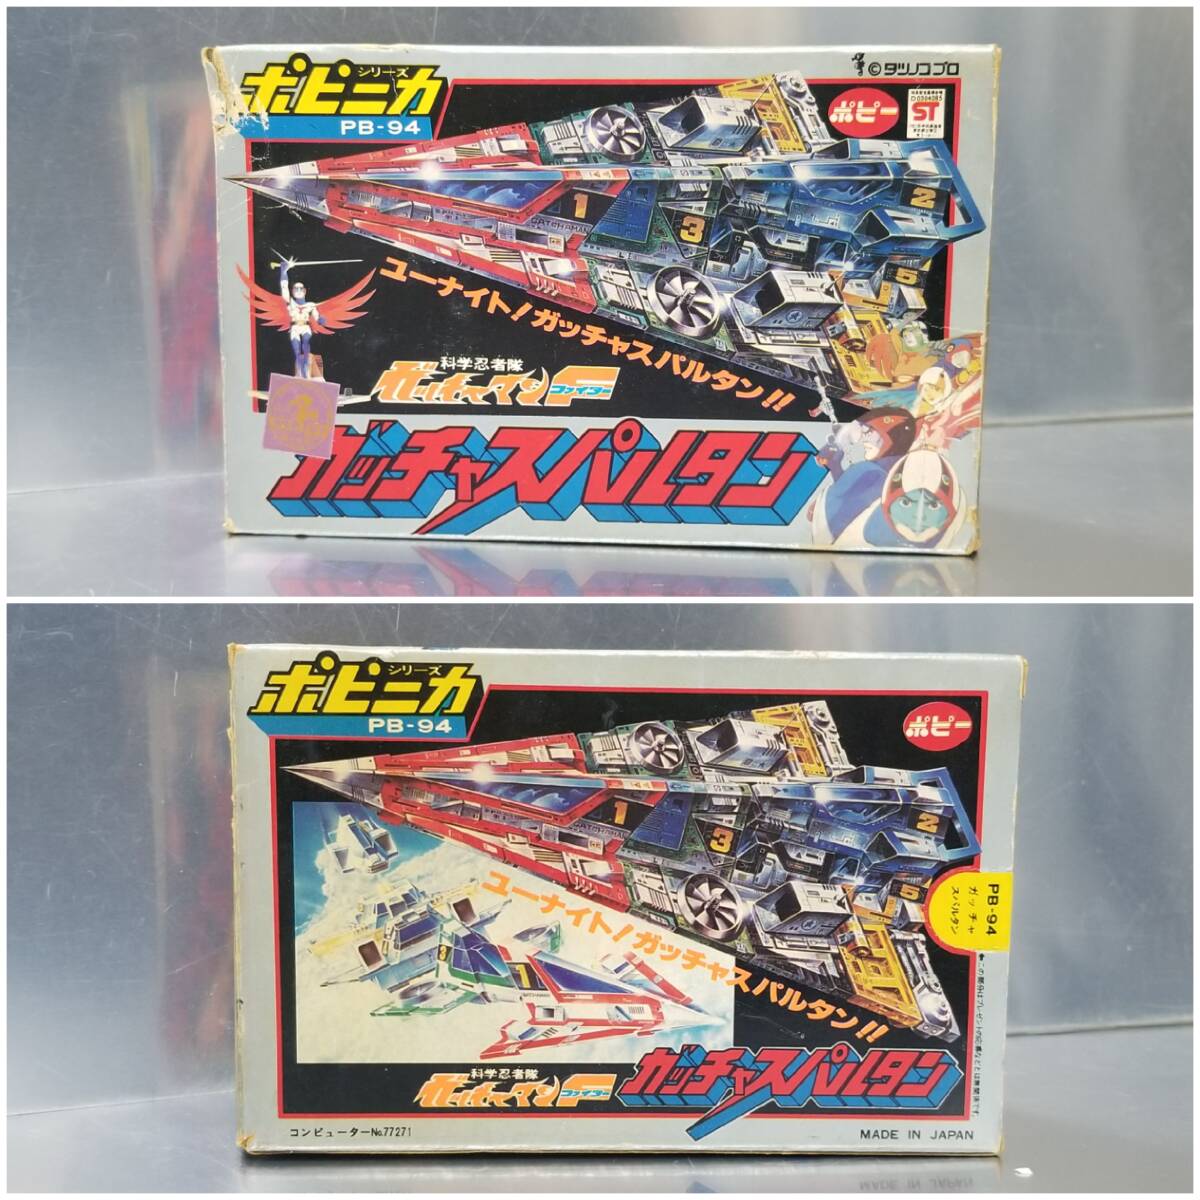 ポピニカ
シリーズ
PB-94
©タツノコプロ
ポピー
ST
1
3
2
5
GATCHAMAN
ユーナイト!ガッチャスパルタン!!
科学忍者隊
ガッチャマンF
ファイター
ガッチャスパルタン
ポピニカ
シリーズ
PB-94
ポピー
1
3
2
5
PB-94
ガッチャ
スパルタン
ユーナイト!ガッチャスパルタン!!
科学忍者隊
ガッチャマンF
ファイター
ガッチャスパルタン
コンピューターNo.77271
MADE IN JAPAN